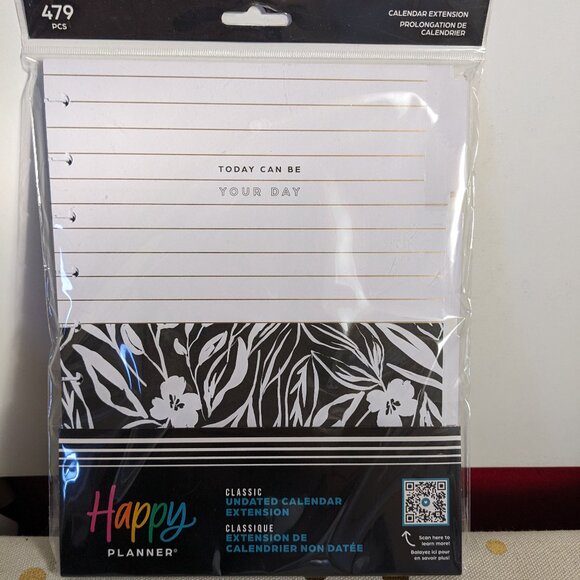 479
PCS
CALENDAR EXTENSION
PROLONGATION DE
CALENDRIER
TODAY CAN BE
YOUR DAY
Happy
PLANNER®
CLASSIC
UNDATED CALENDAR
EXTENSION
CLASSIQUE
EXTENSION DE
CALENDRIER NON DATÉE
Scan here to
learn more!
Balayez ici pour
en savoir plus!